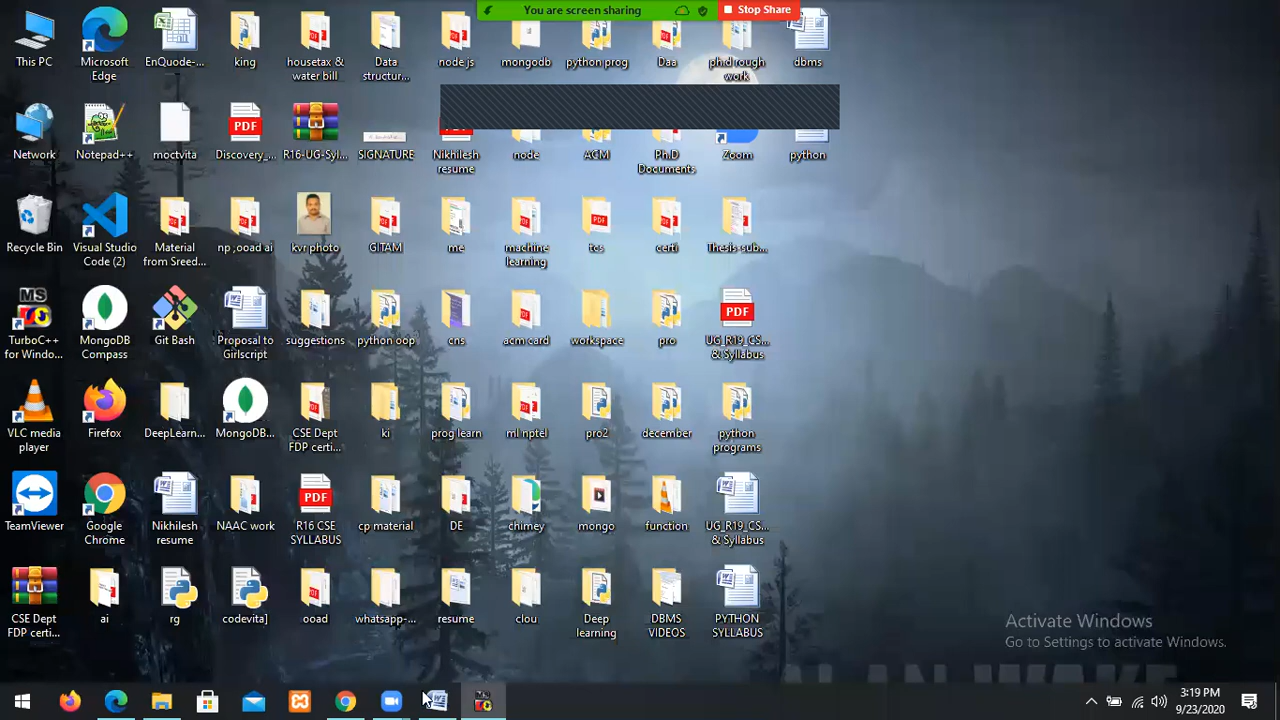 You are screen sharing
Stop Share
This PC
Microsoft
Edge
EnQuode-...
king
housetax &
water bill
Data
structur...
node js
mongodb
python prog
Daa
ph.d rough
work
dbms
Network
Notepad++
moctvita
PDF
Discovery_...
R16-UG-Syl...
SIGNATURE
Nikhilesh
resume
node
ACM
Ph.D
Documents
Zoom
python
Recycle Bin
Visual Studio
Code (2)
Material
from Sreed...
np ,ooad ai
kvr photo
GITAM
me
machine
learning
tcs
certi
Thesis-sub...
TurboC++
for Windo...
MongoDB
Compass
Git Bash
Proposal to
Girlscript
suggestions
python oop
cns
acm card
workspace
pro
PDF
UG_R19_CS...
& Syllabus
VLC media
player
Firefox
DeepLearn...
MongoDB...
CSE Dept
FDP certi...
ki
prog learn
ml nptel
pro2
december
python
programs
TeamViewer
Google
Chrome
Nikhilesh
resume
NAAC work
PDF
R16 CSE
SYLLABUS
cp material
DE
chimey
mongo
function
UG_R19_CS...
& Syllabus
CSE Dept
FDP certi...
ai
rg
codevita]
ooad
whatsapp-...
resume
clou
Deep
learning
DBMS
VIDEOS
PYTHON
SYLLABUS
Activate Windows
Go to Settings to activate Windows.
3:19 PM
9/23/2020